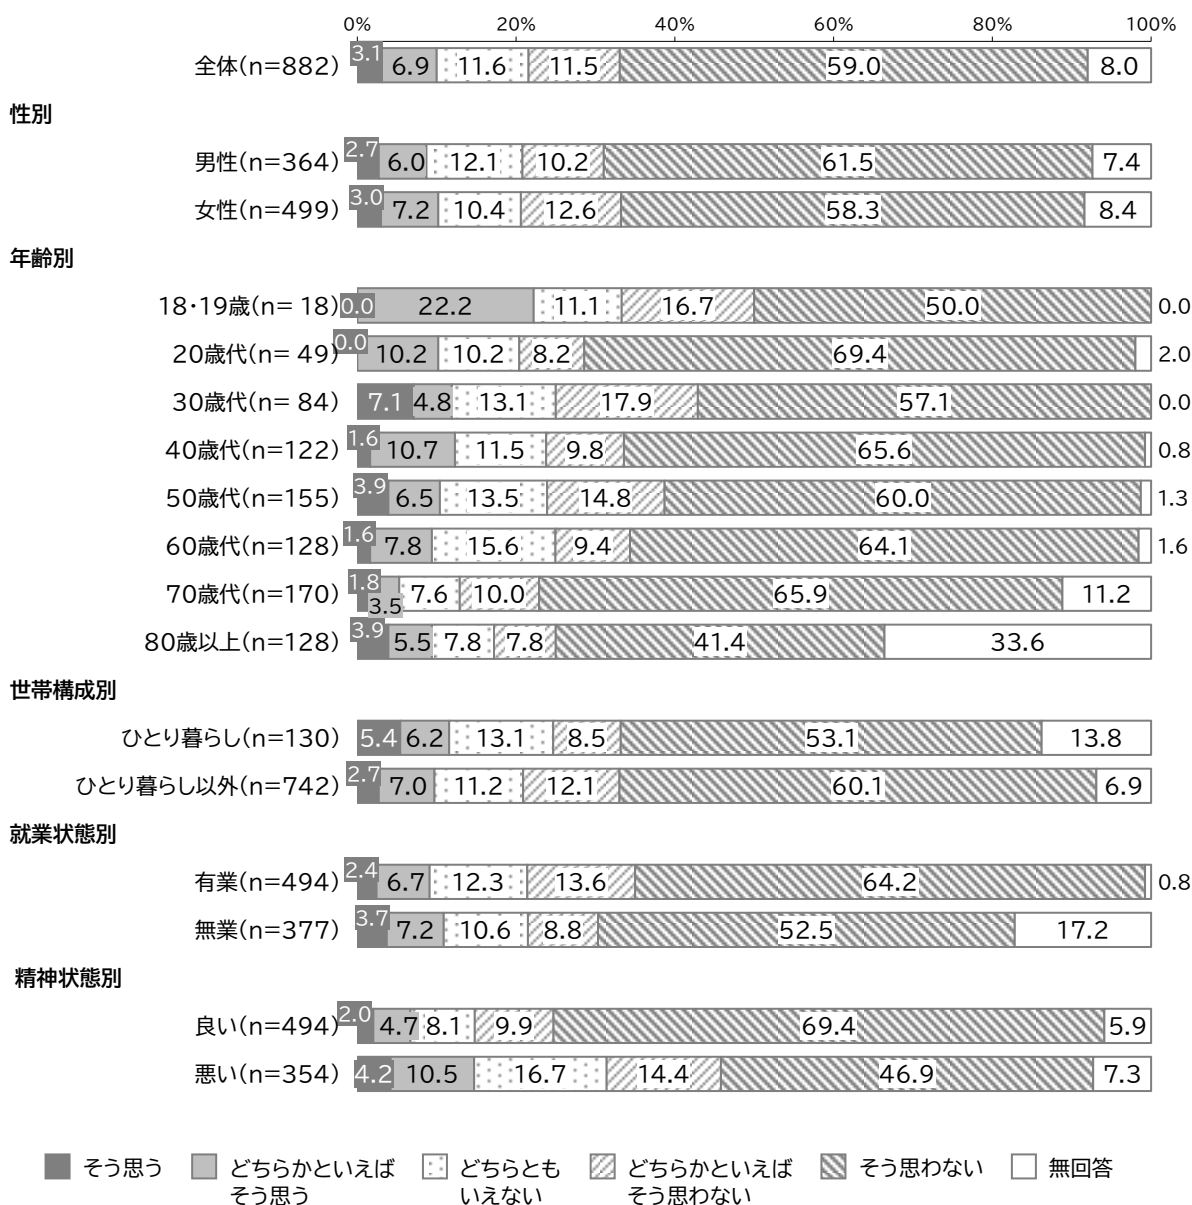 0% 20% 40% 60% 80% 100%
全体(n=882) 3.1 6.9 11.6 11.5 59.0 8.0
性別
男性(n=364) 2.7 6.0 12.1 10.2 61.5 7.4
女性(n=499) 3.0 7.2 10.4 12.6 58.3 8.4
年齢別
18・19歳(n= 18) 0.0 22.2 11.1 16.7 50.0 0.0
20歳代(n= 49) 0.0 10.2 10.2 8.2 69.4 2.0
30歳代(n= 84) 7.1 4.8 13.1 17.9 57.1 0.0
40歳代(n=122) 1.6 10.7 11.5 9.8 65.6 0.8
50歳代(n=155) 3.9 6.5 13.5 14.8 60.0 1.3
60歳代(n=128) 1.6 7.8 15.6 9.4 64.1 1.6
70歳代(n=170) 1.8 3.5 7.6 10.0 65.9 11.2
80歳以上(n=128) 3.9 5.5 7.8 7.8 41.4 33.6
世帯構成別
ひとり暮らし(n=130) 5.4 6.2 13.1 8.5 53.1 13.8
ひとり暮らし以外(n=742) 2.7 7.0 11.2 12.1 60.1 6.9
就業状態別
有業(n=494) 2.4 6.7 12.3 13.6 64.2 0.8
無業(n=377) 3.7 7.2 10.6 8.8 52.5 17.2
精神状態別
良い(n=494) 2.0 4.7 8.1 9.9 69.4 5.9
悪い(n=354) 4.2 10.5 16.7 14.4 46.9 7.3
そう思う どちらかといえば どちらとも どちらかといえば そう思わない 無回答
そう思う いえない そう思わない